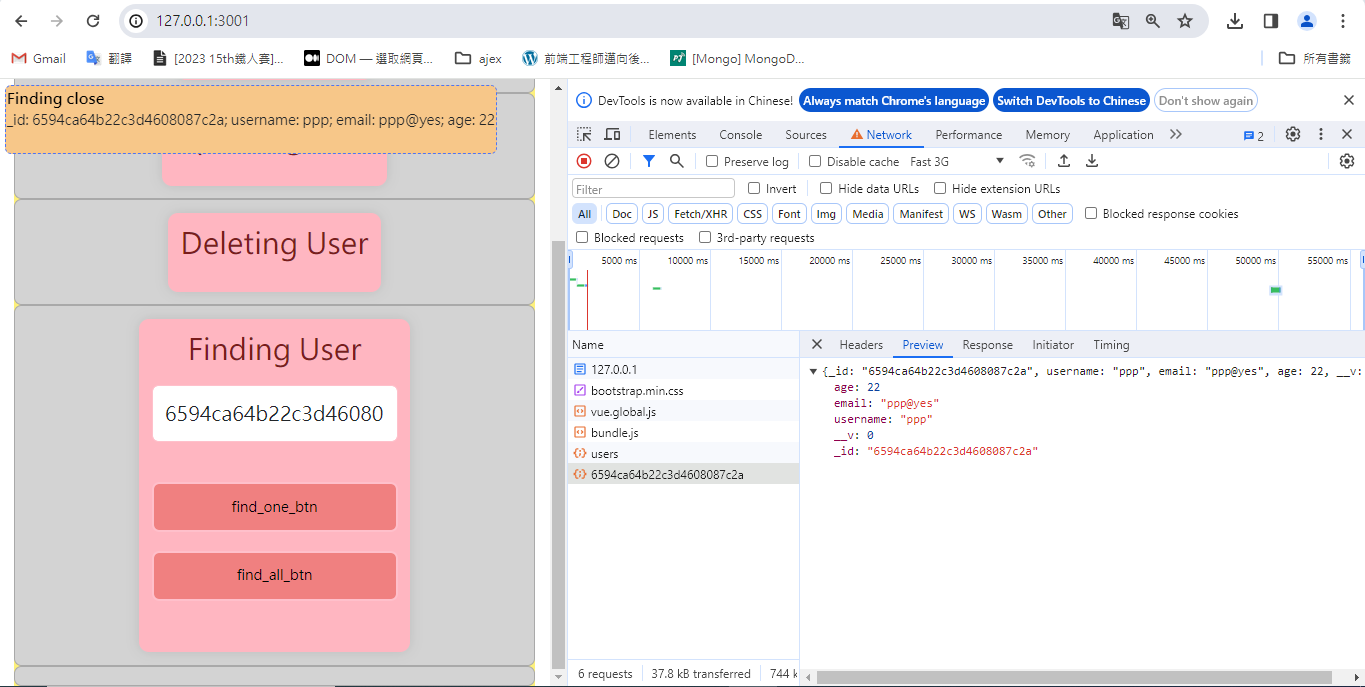 127.0.0.1:3001
Gmail 翻譯 [2023 15th鐵人賽]... DOM — 選取網頁... ajex 前端工程師邁向後... [Mongo] MongoD... 所有書籤
Finding close
_id: 6594ca64b22c3d4608087c2a; username: ppp; email: ppp@yes; age: 22
Deleting User
Finding User
6594ca64b22c3d46080
find_one_btn
find_all_btn
DevTools is now available in Chinese! Always match Chrome's language Switch DevTools to Chinese Don't show again
Elements Console Sources Network Performance Memory Application 2
Preserve log Disable cache Fast 3G
Filter Invert Hide data URLs Hide extension URLs
All Doc JS Fetch/XHR CSS Font Img Media Manifest WS Wasm Other Blocked response cookies
Blocked requests 3rd-party requests
5000 ms 10000 ms 15000 ms 20000 ms 25000 ms 30000 ms 35000 ms 40000 ms 45000 ms 50000 ms 55000 ms
Name
127.0.0.1
bootstrap.min.css
vue.global.js
bundle.js
users
6594ca64b22c3d4608087c2a
6 requests 37.8 kB transferred 744 k
Headers Preview Response Initiator Timing
{_id: "6594ca64b22c3d4608087c2a", username: "ppp", email: "ppp@yes", age: 22, __v:
age: 22
email: "ppp@yes"
username: "ppp"
__v: 0
_id: "6594ca64b22c3d4608087c2a"